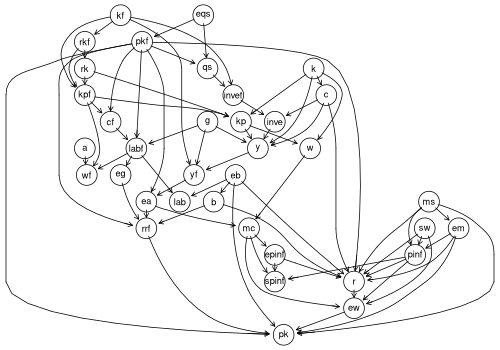 kf eqs
rkf pkf
rk qs k
kpf invef c
cf g kp inve
a labf y w
wf eg yf eb
ea lab b ms
rrf mc sw em
epinf pinf
spinf r
ew
pk